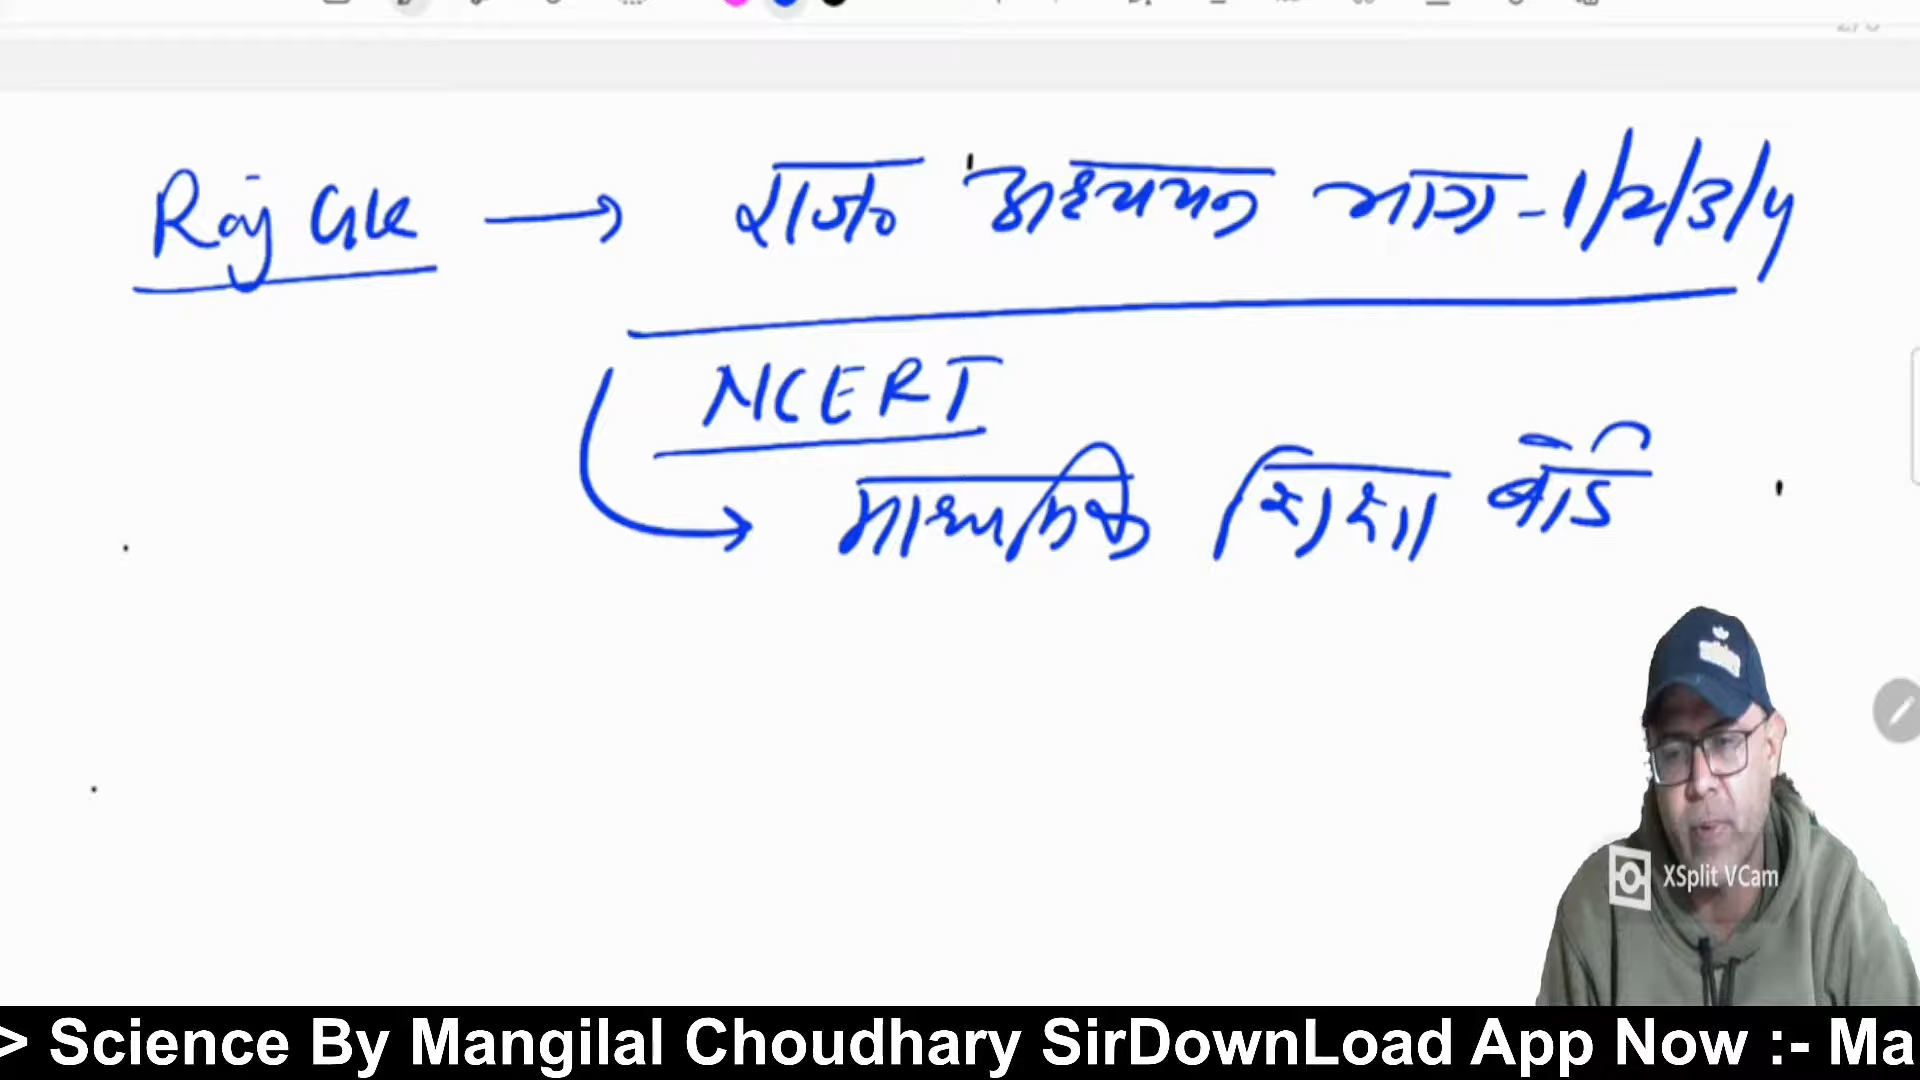 Raj Gk → राज० अध्ययन भाग - 1/2/3/4
NCERT
→ माध्यमिक शिक्षा बोर्ड
XSplit VCam
> Science By Mangilal Choudhary SirDownLoad App Now :- Ma